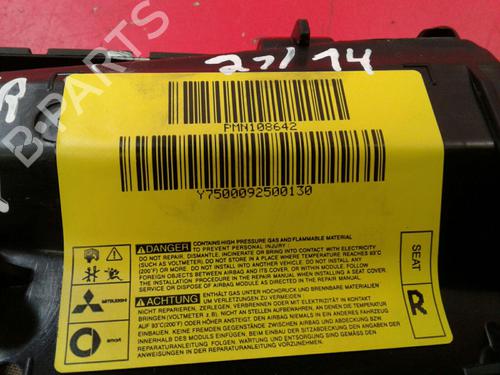 271 14
R
B-PARTS
PMN108642
Y7500092500130
DANGER CONTAINS HIGH PRESSURE GAS AND FLAMMABLE MATERIAL
TO PREVENT PERSONAL INJURY:
DO NOT REPAIR, DISMANTLE, INCINERATE OR BRING INTO CONTACT WITH ELECTRICITY
(SUCH AS VOLTMETER). DO NOT STORE IN A PLACE WHERE TEMPERATURE REACHES 93°C
(200°F) OR MORE. DO NOT INSTALL INTO ANOTHER VEHICLE. DO NOT INSTALL ANY
FOREIGN OBJECTS BETWEEN AIRBAG AND ITS COVER, OR WITHIN MODULE. FOLLOW
THE PROCEDURE IN THE REPAIR MANUAL WHEN INSTALLING A SEAT COVER.
SERVICE OR DISPOSE OF AIRBAG MODULE AS DIRECTED IN THE REPAIR MANUAL.
ACHTUNG ENTHÄLT GAS UNTER HOCHDRUCK UND BRENNBARE MATERIALIEN
UM VERLETZUNGEN ZU VERMEIDEN:
NICHT REPARIEREN, ZERLEGEN, VERBRENNEN ODER MIT ELEKTRIZITÄT IN KONTAKT
BRINGEN (VOLTMETER z. B). NICHT AUFBEWAHREN AN PLÄTZEN, AN DENEN DIE TEMPERATUR
AUF 93°C(200°F) ODER HÖHER ANSTEIGT. DEN AIRBAG NIEMALS IN EIN ANDERES FAHRZEUG
EINBAUEN. KEINE FREMDEN GEGENSTÄNDE ZWISCHEN AIRBAG UND ABDECKUNG BZW.
INNERHALB DES MODULS EINFÜGEN. BEIM EINBAU DER SITZABDECKUNG DEN ANGABEN DER
REPARATURANLEITUNG FOLGEN. WARTUNG UND ENTSORGUNG SIND GEMÄSS DEN
ANWEISUNGEN DER REPARATURANLEITUNG VORZUNEHMEN.
MITSUBISHI
smart
SEAT
R